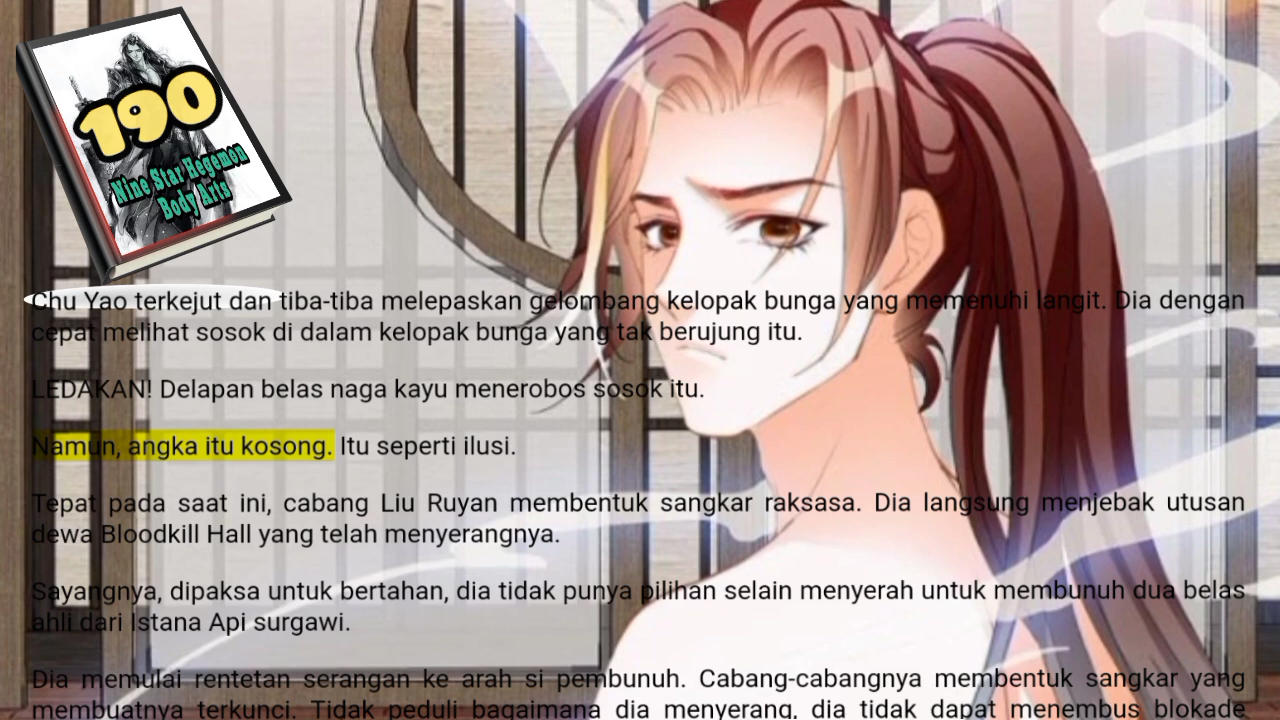 190
Nine Star Hegemon
Body Arts
Chu Yao terkejut dan tiba-tiba melepaskan gelombang kelopak bunga yang memenuhi langit. Dia dengan
cepat melihat sosok di dalam kelopak bunga yang tak berujung itu.
LEDAKAN! Delapan belas naga kayu menerobos sosok itu.
Namun, angka itu kosong. Itu seperti ilusi.
Tepat pada saat ini, cabang Liu Ruyan membentuk sangkar raksasa. Dia langsung menjebak utusan
dewa Bloodkill Hall yang telah menyerangnya.
Sayangnya, dipaksa untuk bertahan, dia tidak punya pilihan selain menyerah untuk membunuh dua belas
ahli dari Istana Api surgawi.
Dia memulai rentetan serangan ke arah si pembunuh. Cabang-cabangnya membentuk sangkar yang
membuatnya terkunci. Tidak peduli bagaimana dia menyerang, dia tidak dapat menembus blokade